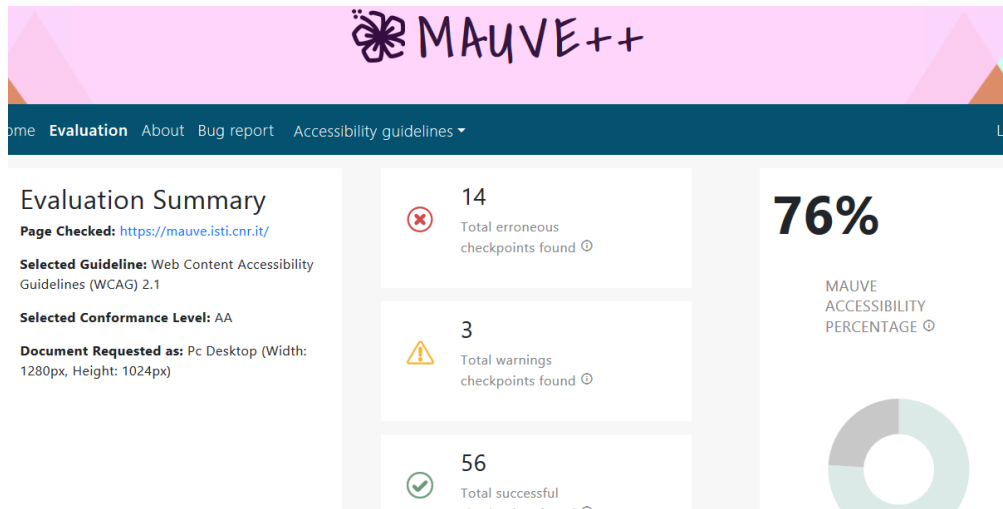 MAUVE++
ome Evaluation About Bug report Accessibility guidelines
Evaluation Summary
Page Checked: https://mauve.isti.cnr.it/
Selected Guideline: Web Content Accessibility
Guidelines (WCAG) 2.1
Selected Conformance Level: AA
Document Requested as: Pc Desktop (Width:
1280px, Height: 1024px)
14
Total erroneous
checkpoints found
3
Total warnings
checkpoints found
56
Total successful
76%
MAUVE
ACCESSIBILITY
PERCENTAGE